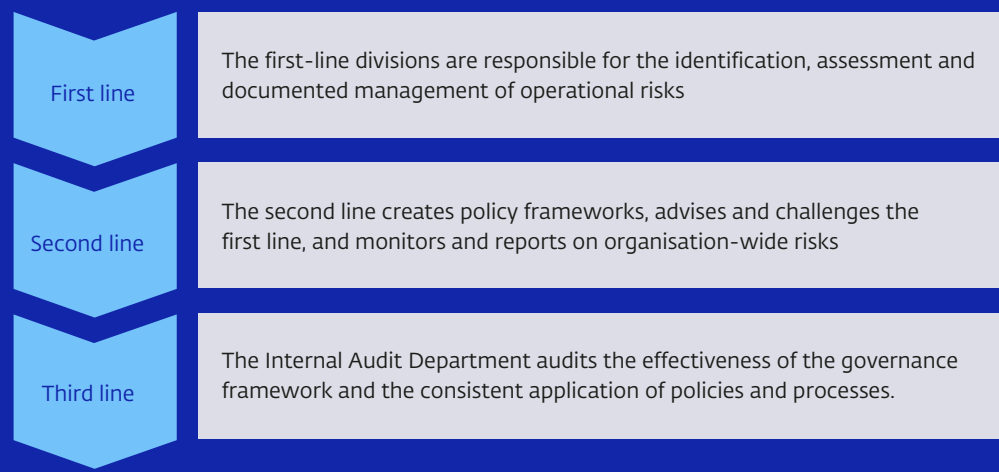 First line
The first-line divisions are responsible for the identification, assessment and
documented management of operational risks
Second line
The second line creates policy frameworks, advises and challenges the
first line, and monitors and reports on organisation-wide risks
Third line
The Internal Audit Department audits the effectiveness of the governance
framework and the consistent application of policies and processes.